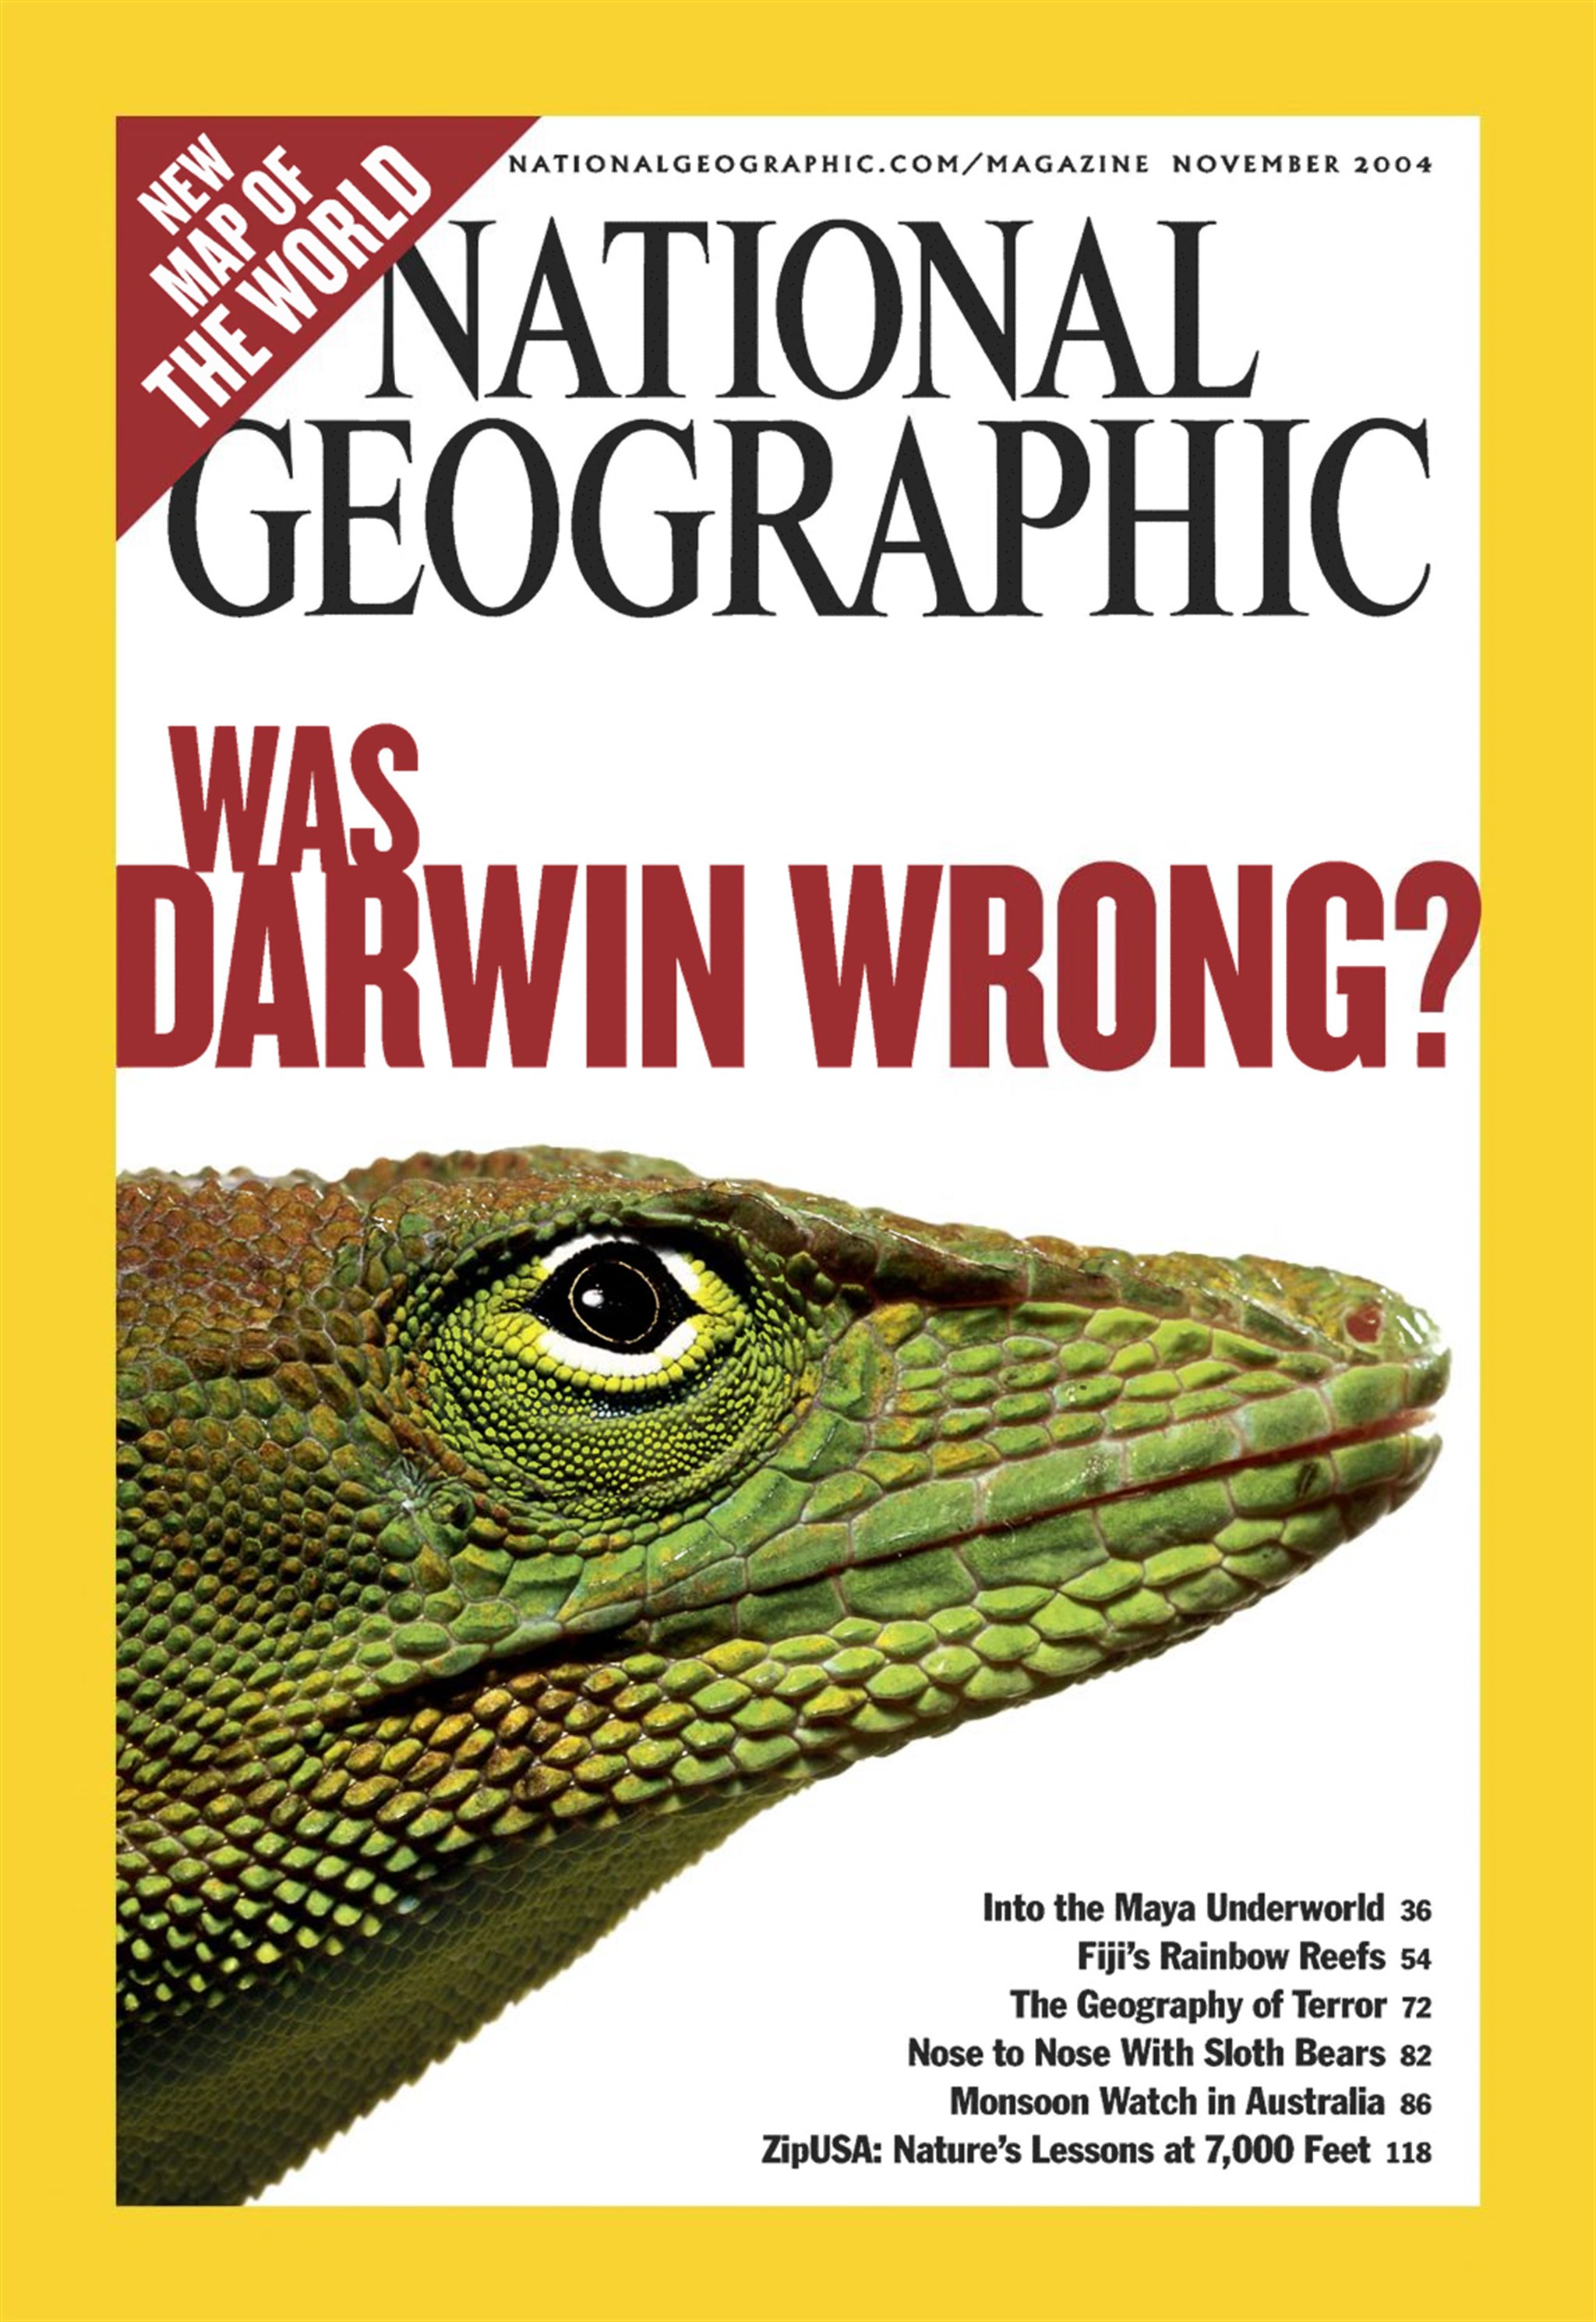 NEW
MAP OF
THE WORLD
NATIONALGEOGRAPHIC.COM/MAGAZINE NOVEMBER 2004
NATIONAL
GEOGRAPHIC
WAS
DARWIN WRONG?
Into the Maya Underworld 36
Fiji's Rainbow Reefs 54
The Geography of Terror 72
Nose to Nose With Sloth Bears 82
Monsoon Watch in Australia 86
ZipUSA: Nature's Lessons at 7,000 Feet 118